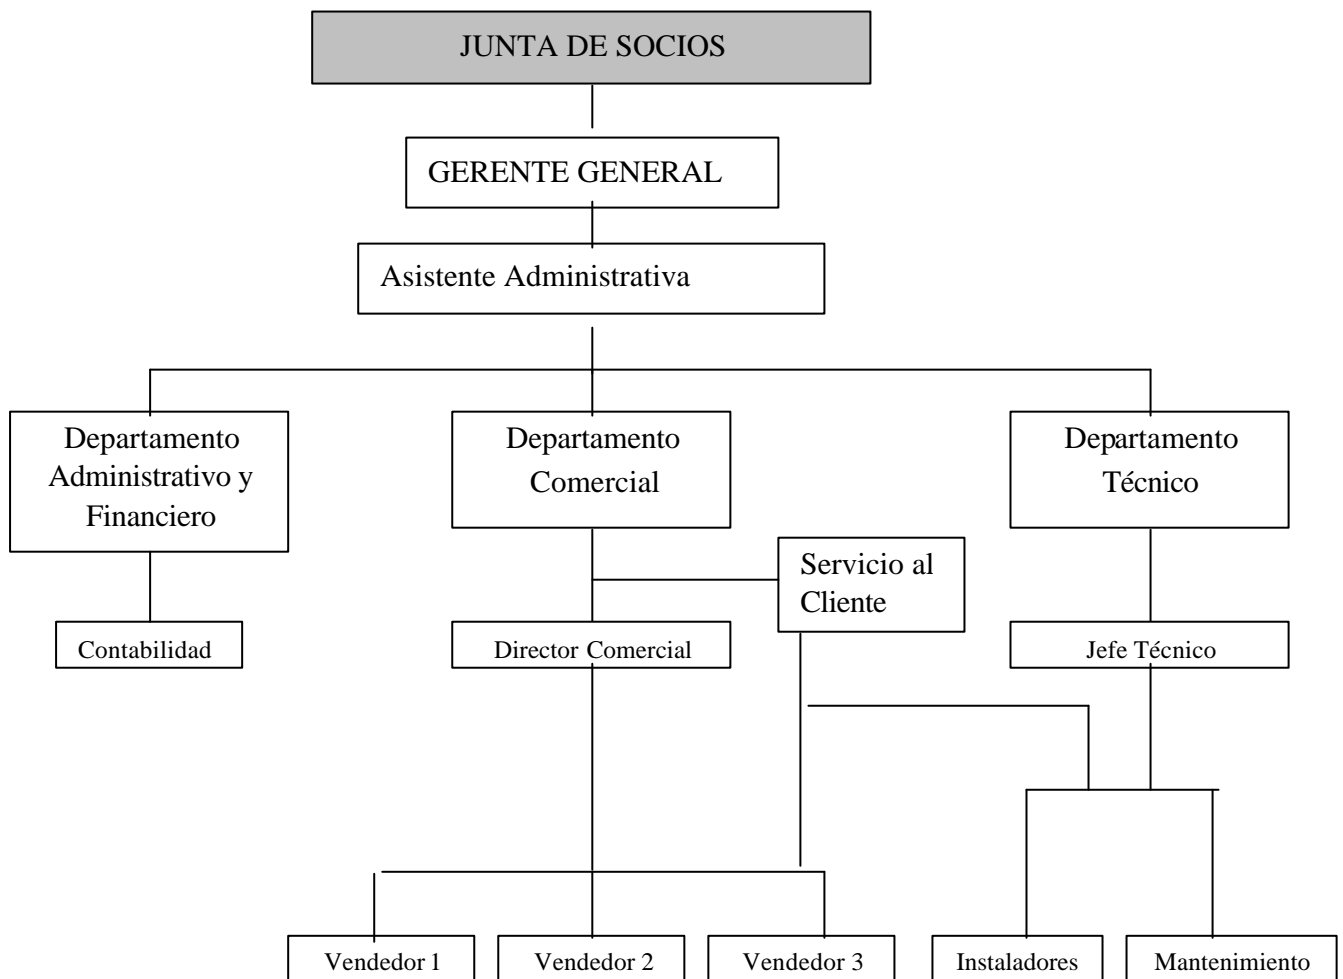 JUNTA DE SOCIOS
GERENTE GENERAL
Asistente Administrativa
Departamento
Administrativo y
Financiero
Departamento
Comercial
Departamento
Técnico
Servicio al
Cliente
Contabilidad
Director Comercial
Jefe Técnico
Vendedor 1
Vendedor 2
Vendedor 3
Instaladores
Mantenimiento